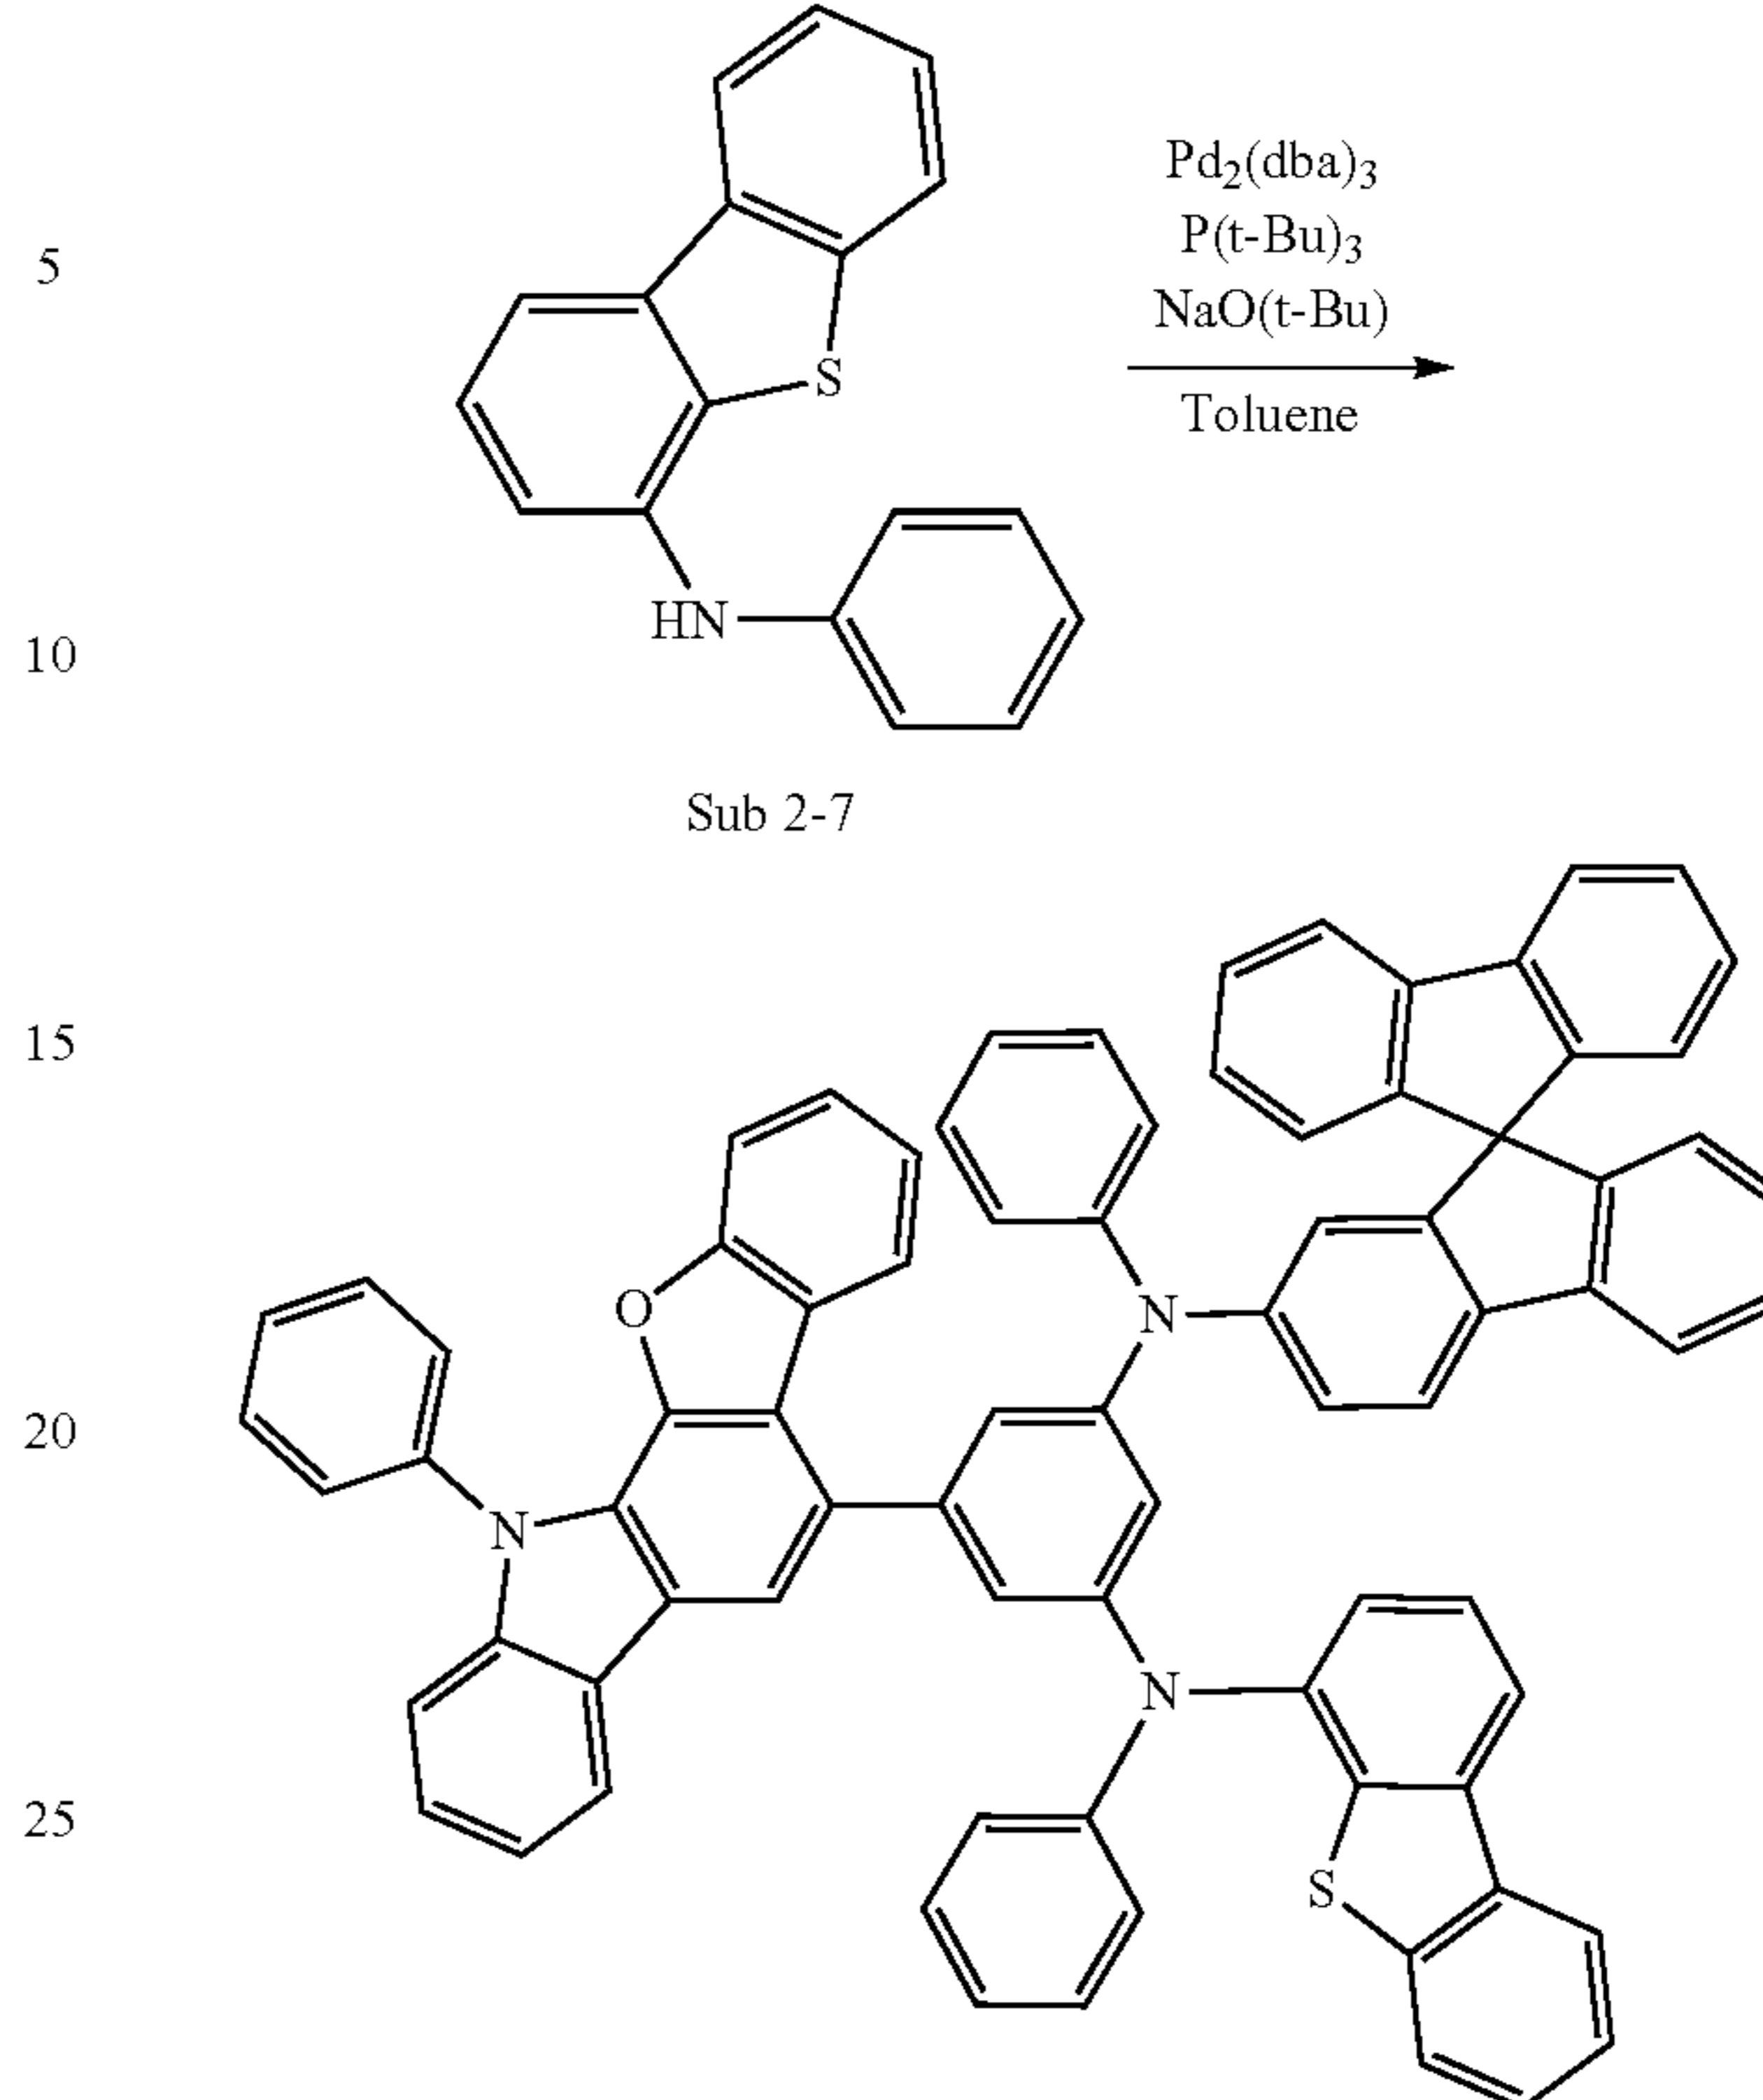 Pd2(dba)3
P(t-Bu)3
5
NaO(t-Bu)
S
Toluene
HN
10
Sub 2-7
15
O
N
20
N
N
25
S